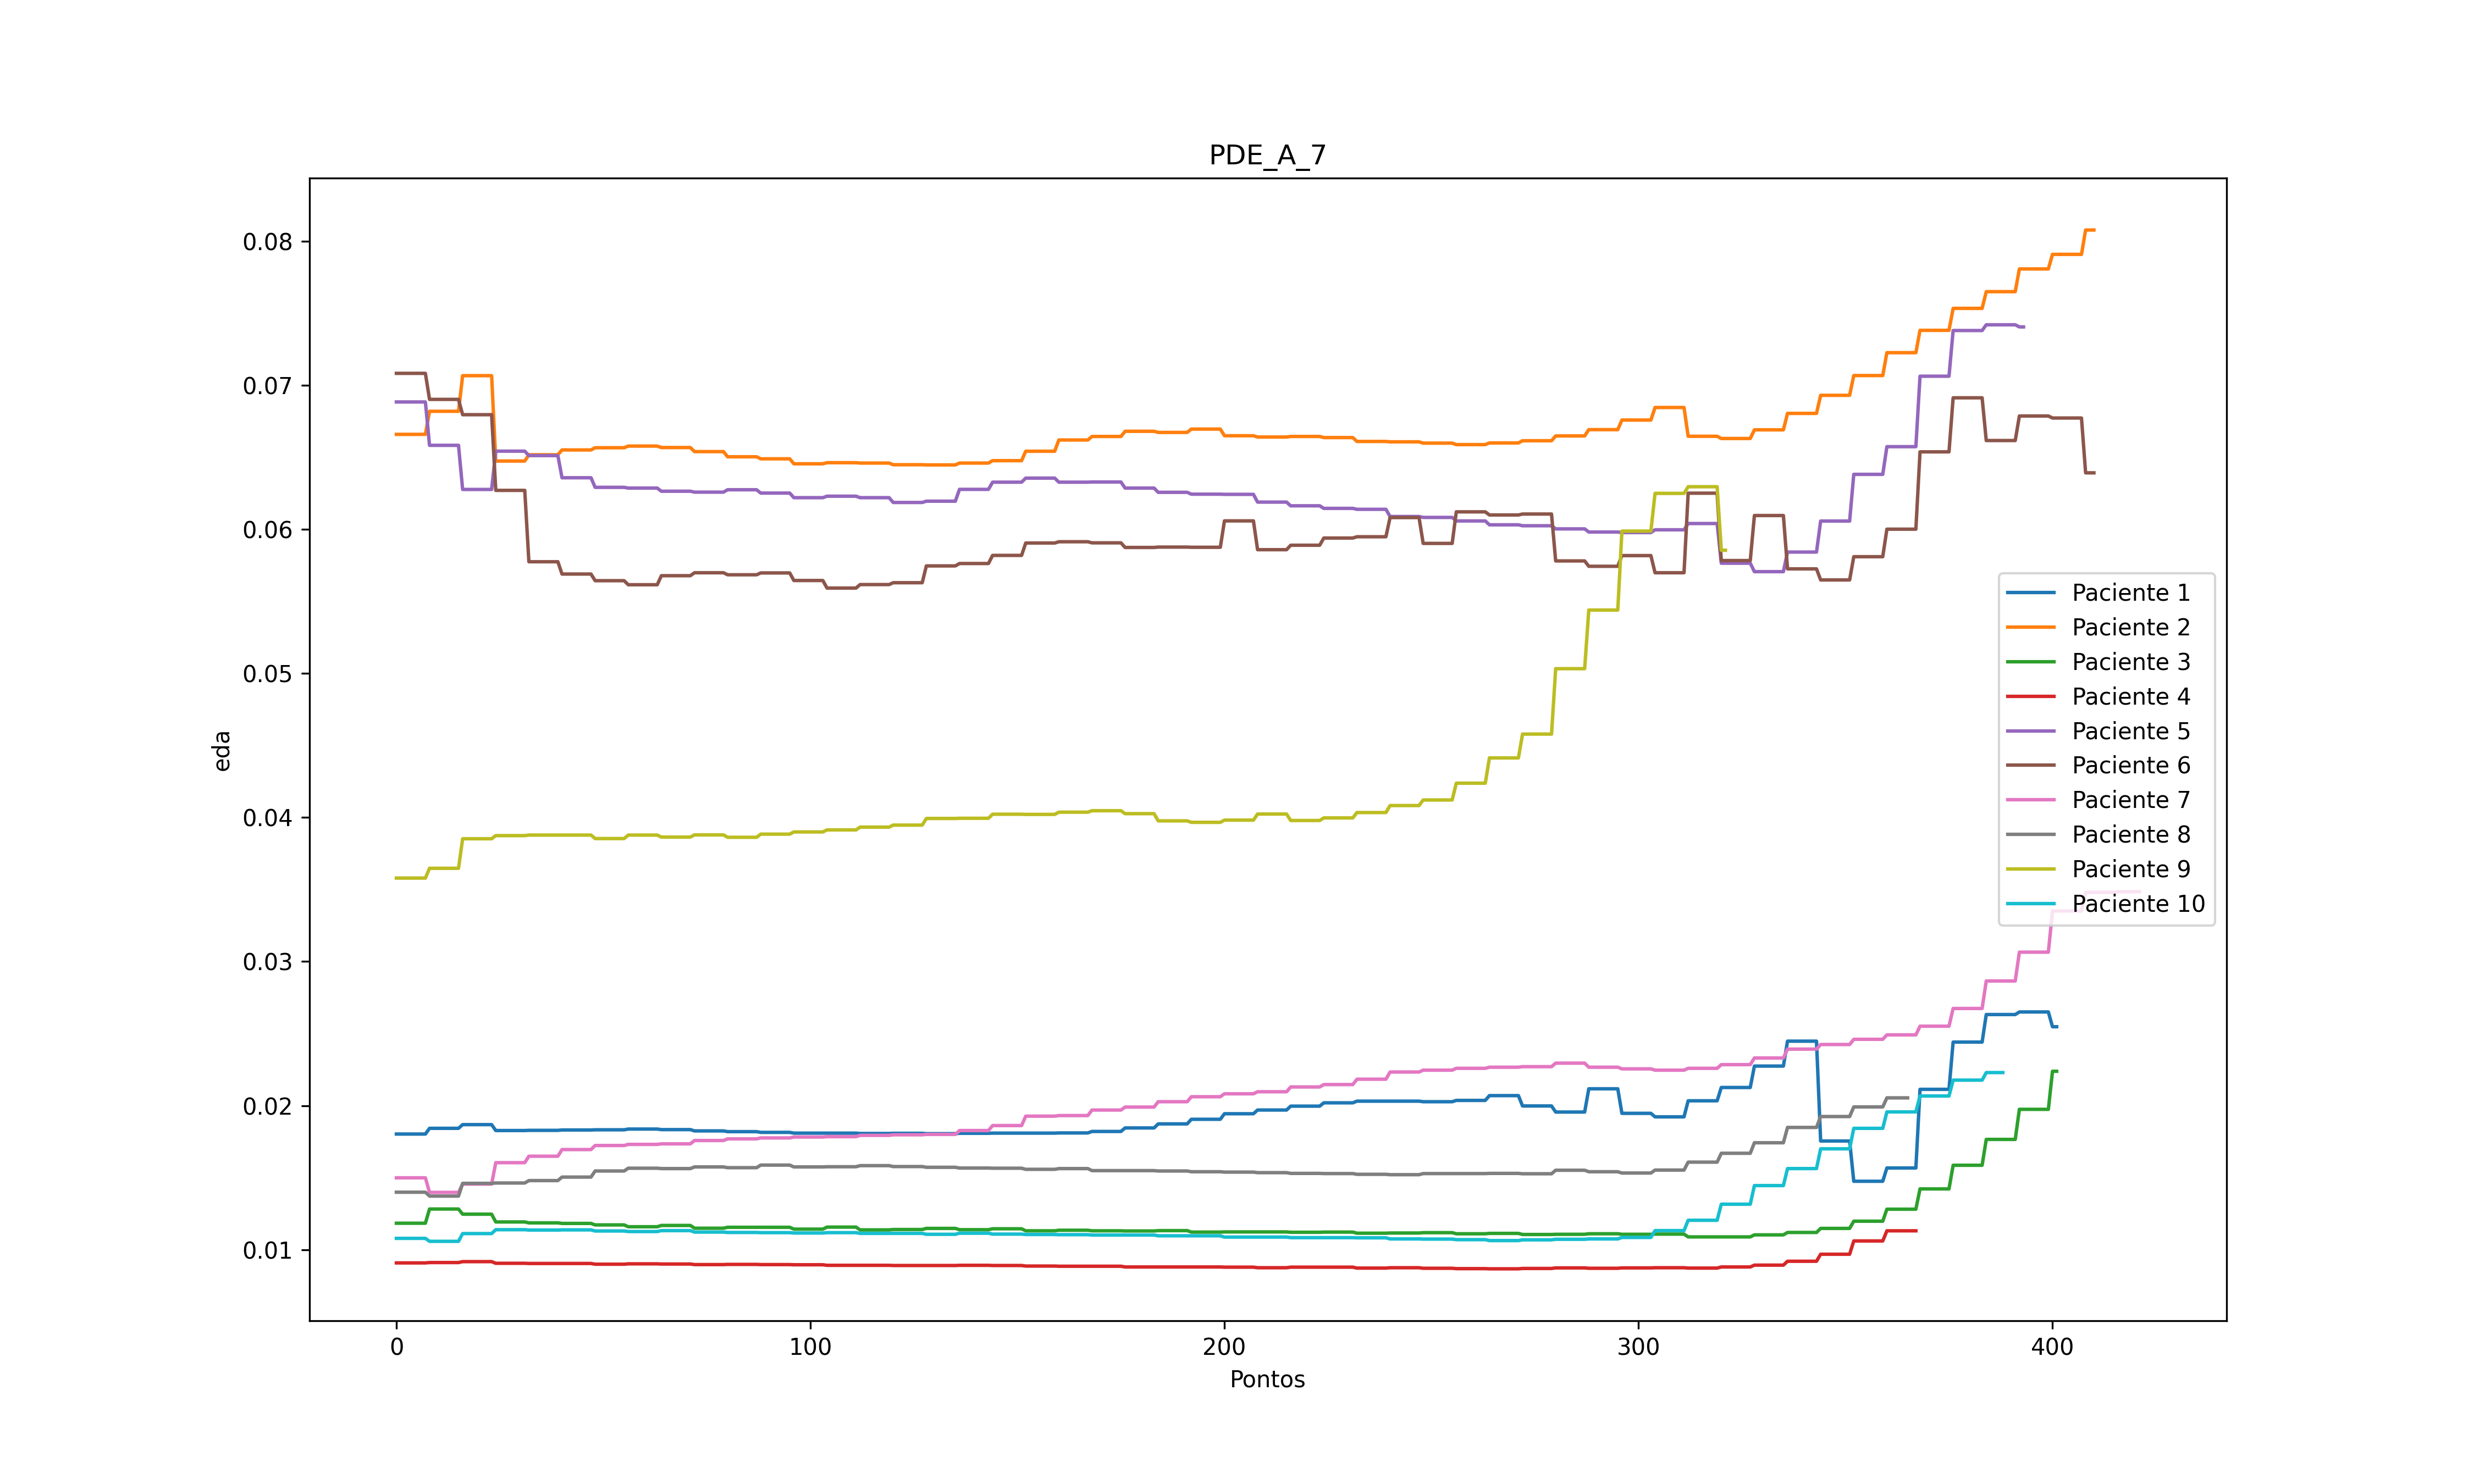 PDE_A_7
0.08
0.07
0.06
0.05
0.04
0.03
0.02
0.01
eda
0
100
200
300
400
Pontos
Paciente 1
Paciente 2
Paciente 3
Paciente 4
Paciente 5
Paciente 6
Paciente 7
Paciente 8
Paciente 9
Paciente 10